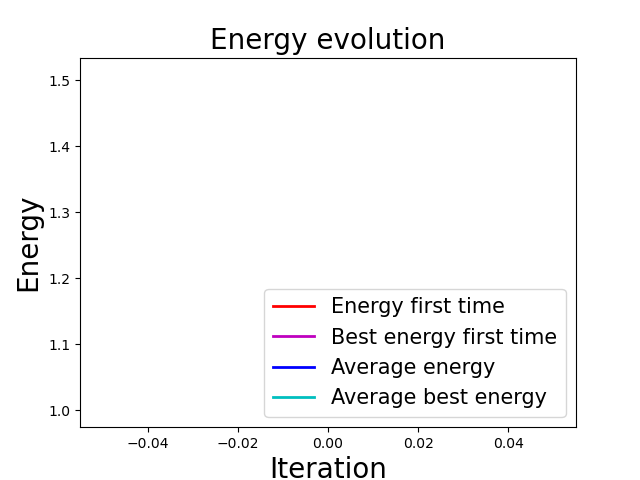 Energy evolution
Energy
1.5
1.4
1.3
1.2
1.1
1.0
Energy first time
Best energy first time
Average energy
Average best energy
−0.04 −0.02 0.00 0.02 0.04
Iteration